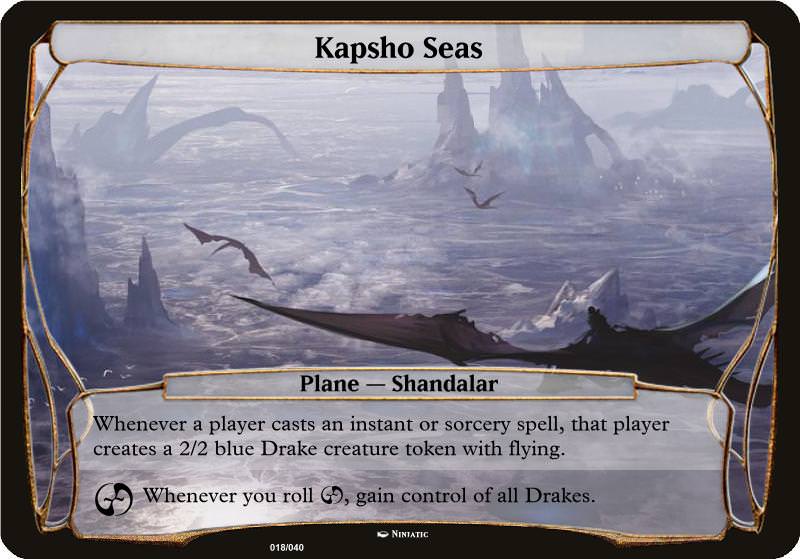 Kapsho Seas
Plane — Shandalar
Whenever a player casts an instant or sorcery spell, that player
creates a 2/2 blue Drake creature token with flying.
Whenever you roll , gain control of all Drakes.
Ninjatic
018/040